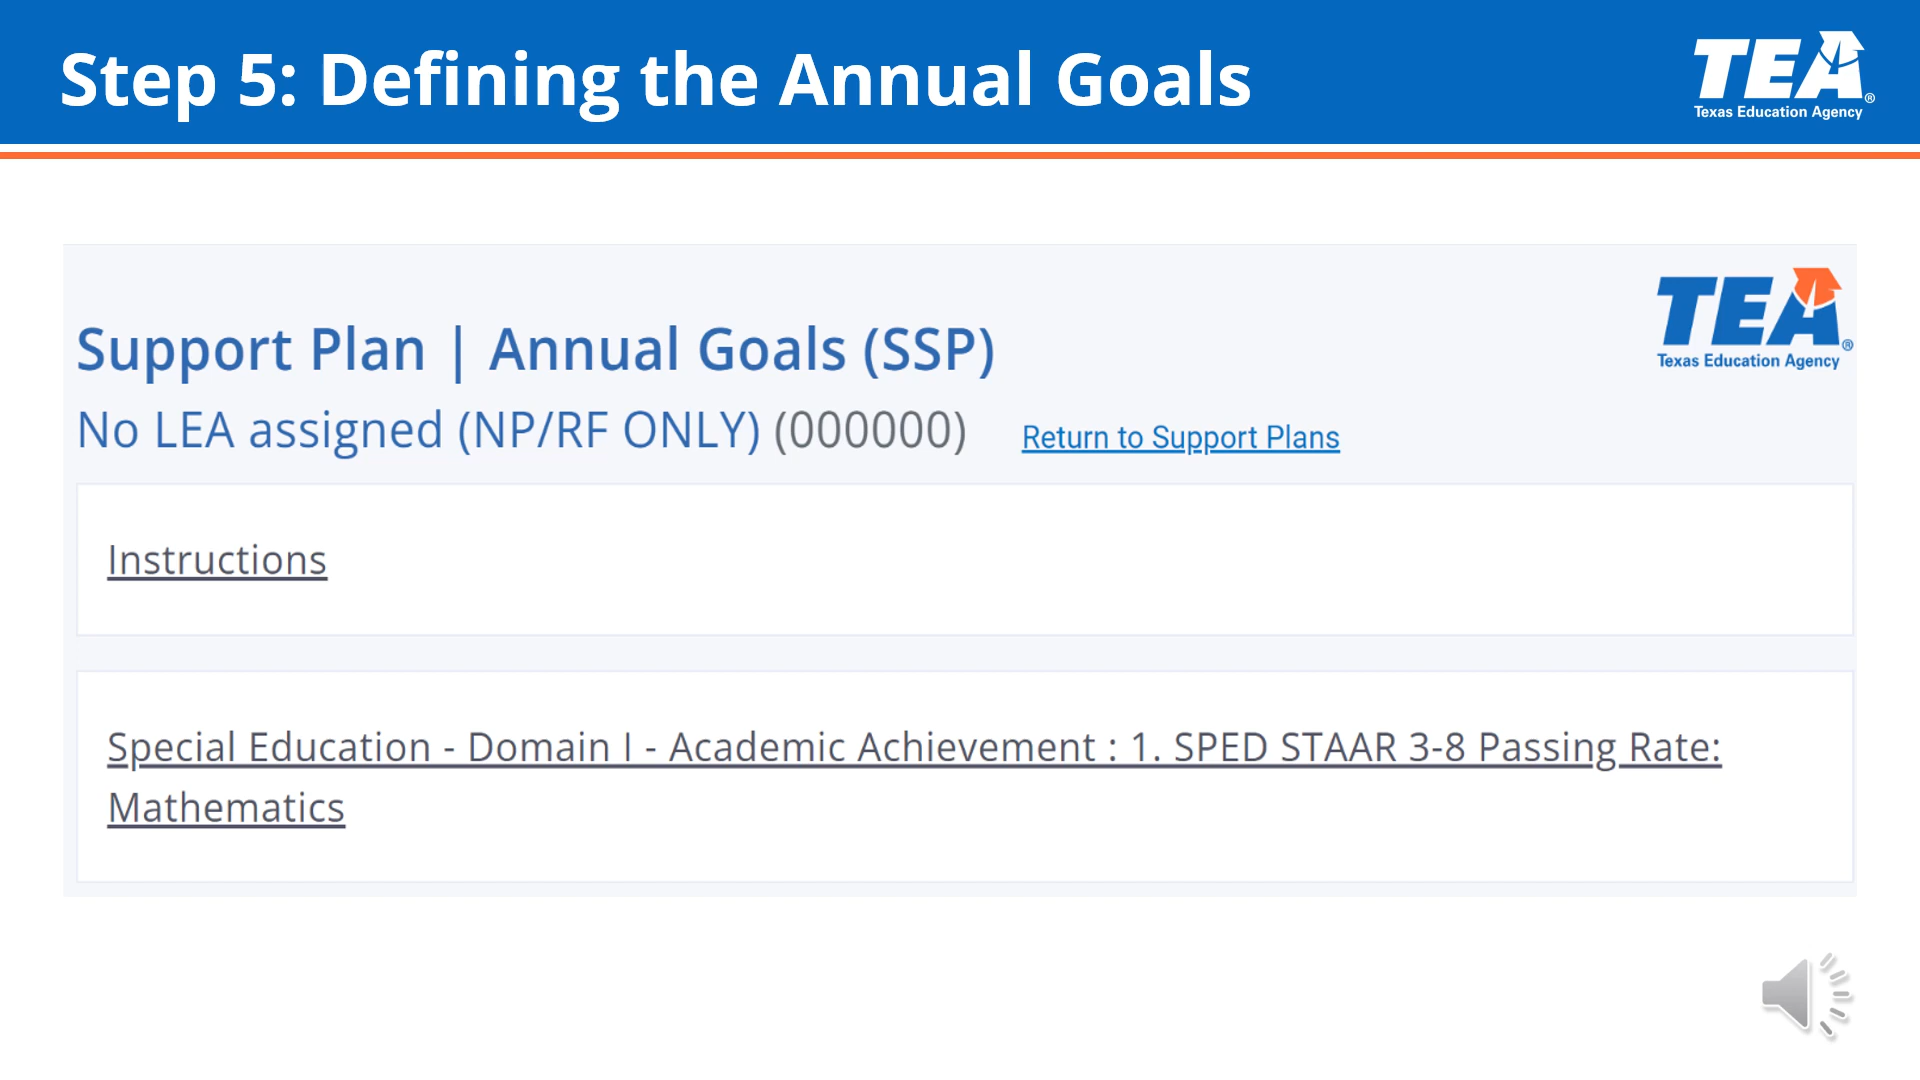 Step 5: Defining the Annual Goals
TEA®
Texas Education Agency
TEA®
Texas Education Agency
Support Plan | Annual Goals (SSP)
No LEA assigned (NP/RF ONLY) (000000) Return to Support Plans
Instructions
Special Education - Domain I - Academic Achievement : 1. SPED STAAR 3-8 Passing Rate:
Mathematics